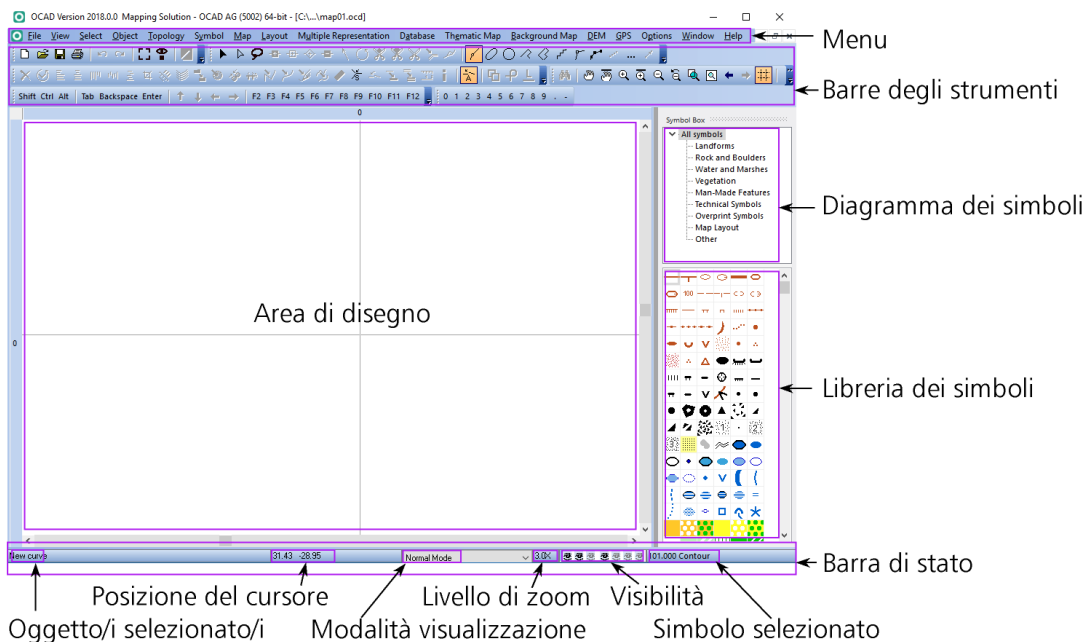 OCAD Version 2018.0.0 Mapping Solution - OCAD AG (5002) 64-bit - [C:\...\map01.ocd]
File View Select Object Topology Symbol Map Layout Multiple Representation Database Thematic Map Background Map DEM GPS Options Window Help
Menu
Shift Ctrl Alt Tab Backspace Enter F2 F3 F4 F5 F6 F7 F8 F9 F10 F11 F12 0 1 2 3 4 5 6 7 8 9 . -
Barre degli strumenti
0
Symbol Box
All symbols
Landforms
Rock and Boulders
Water and Marshes
Vegetation
Man-Made Features
Technical Symbols
Overprint Symbols
Map Layout
Other
Diagramma dei simboli
100
Area di disegno
0
Libreria dei simboli
1
2
3
New curve
31.43 -28.95
Normal Mode
3.0X
101.000 Contour
Barra di stato
Posizione del cursore
Livello di zoom
Visibilità
Oggetto/i selezionato/i
Modalità visualizzazione
Simbolo selezionato